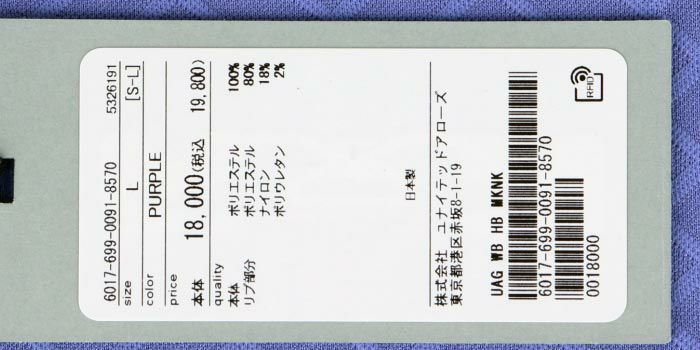 6017-699-0091-8570 5326191
size L [S-L]
color PURPLE
price
本体 18,000(税込 19,800)
quality
本体 ポリエステル 100%
リブ部分 ポリエステル 80%
ナイロン 18%
ポリウレタン 2%
日本製
株式会社 ユナイテッドアローズ
東京都港区赤坂8-1-19
UAG WB HB MKNK
6017-699-0091-8570
0018000
RFID